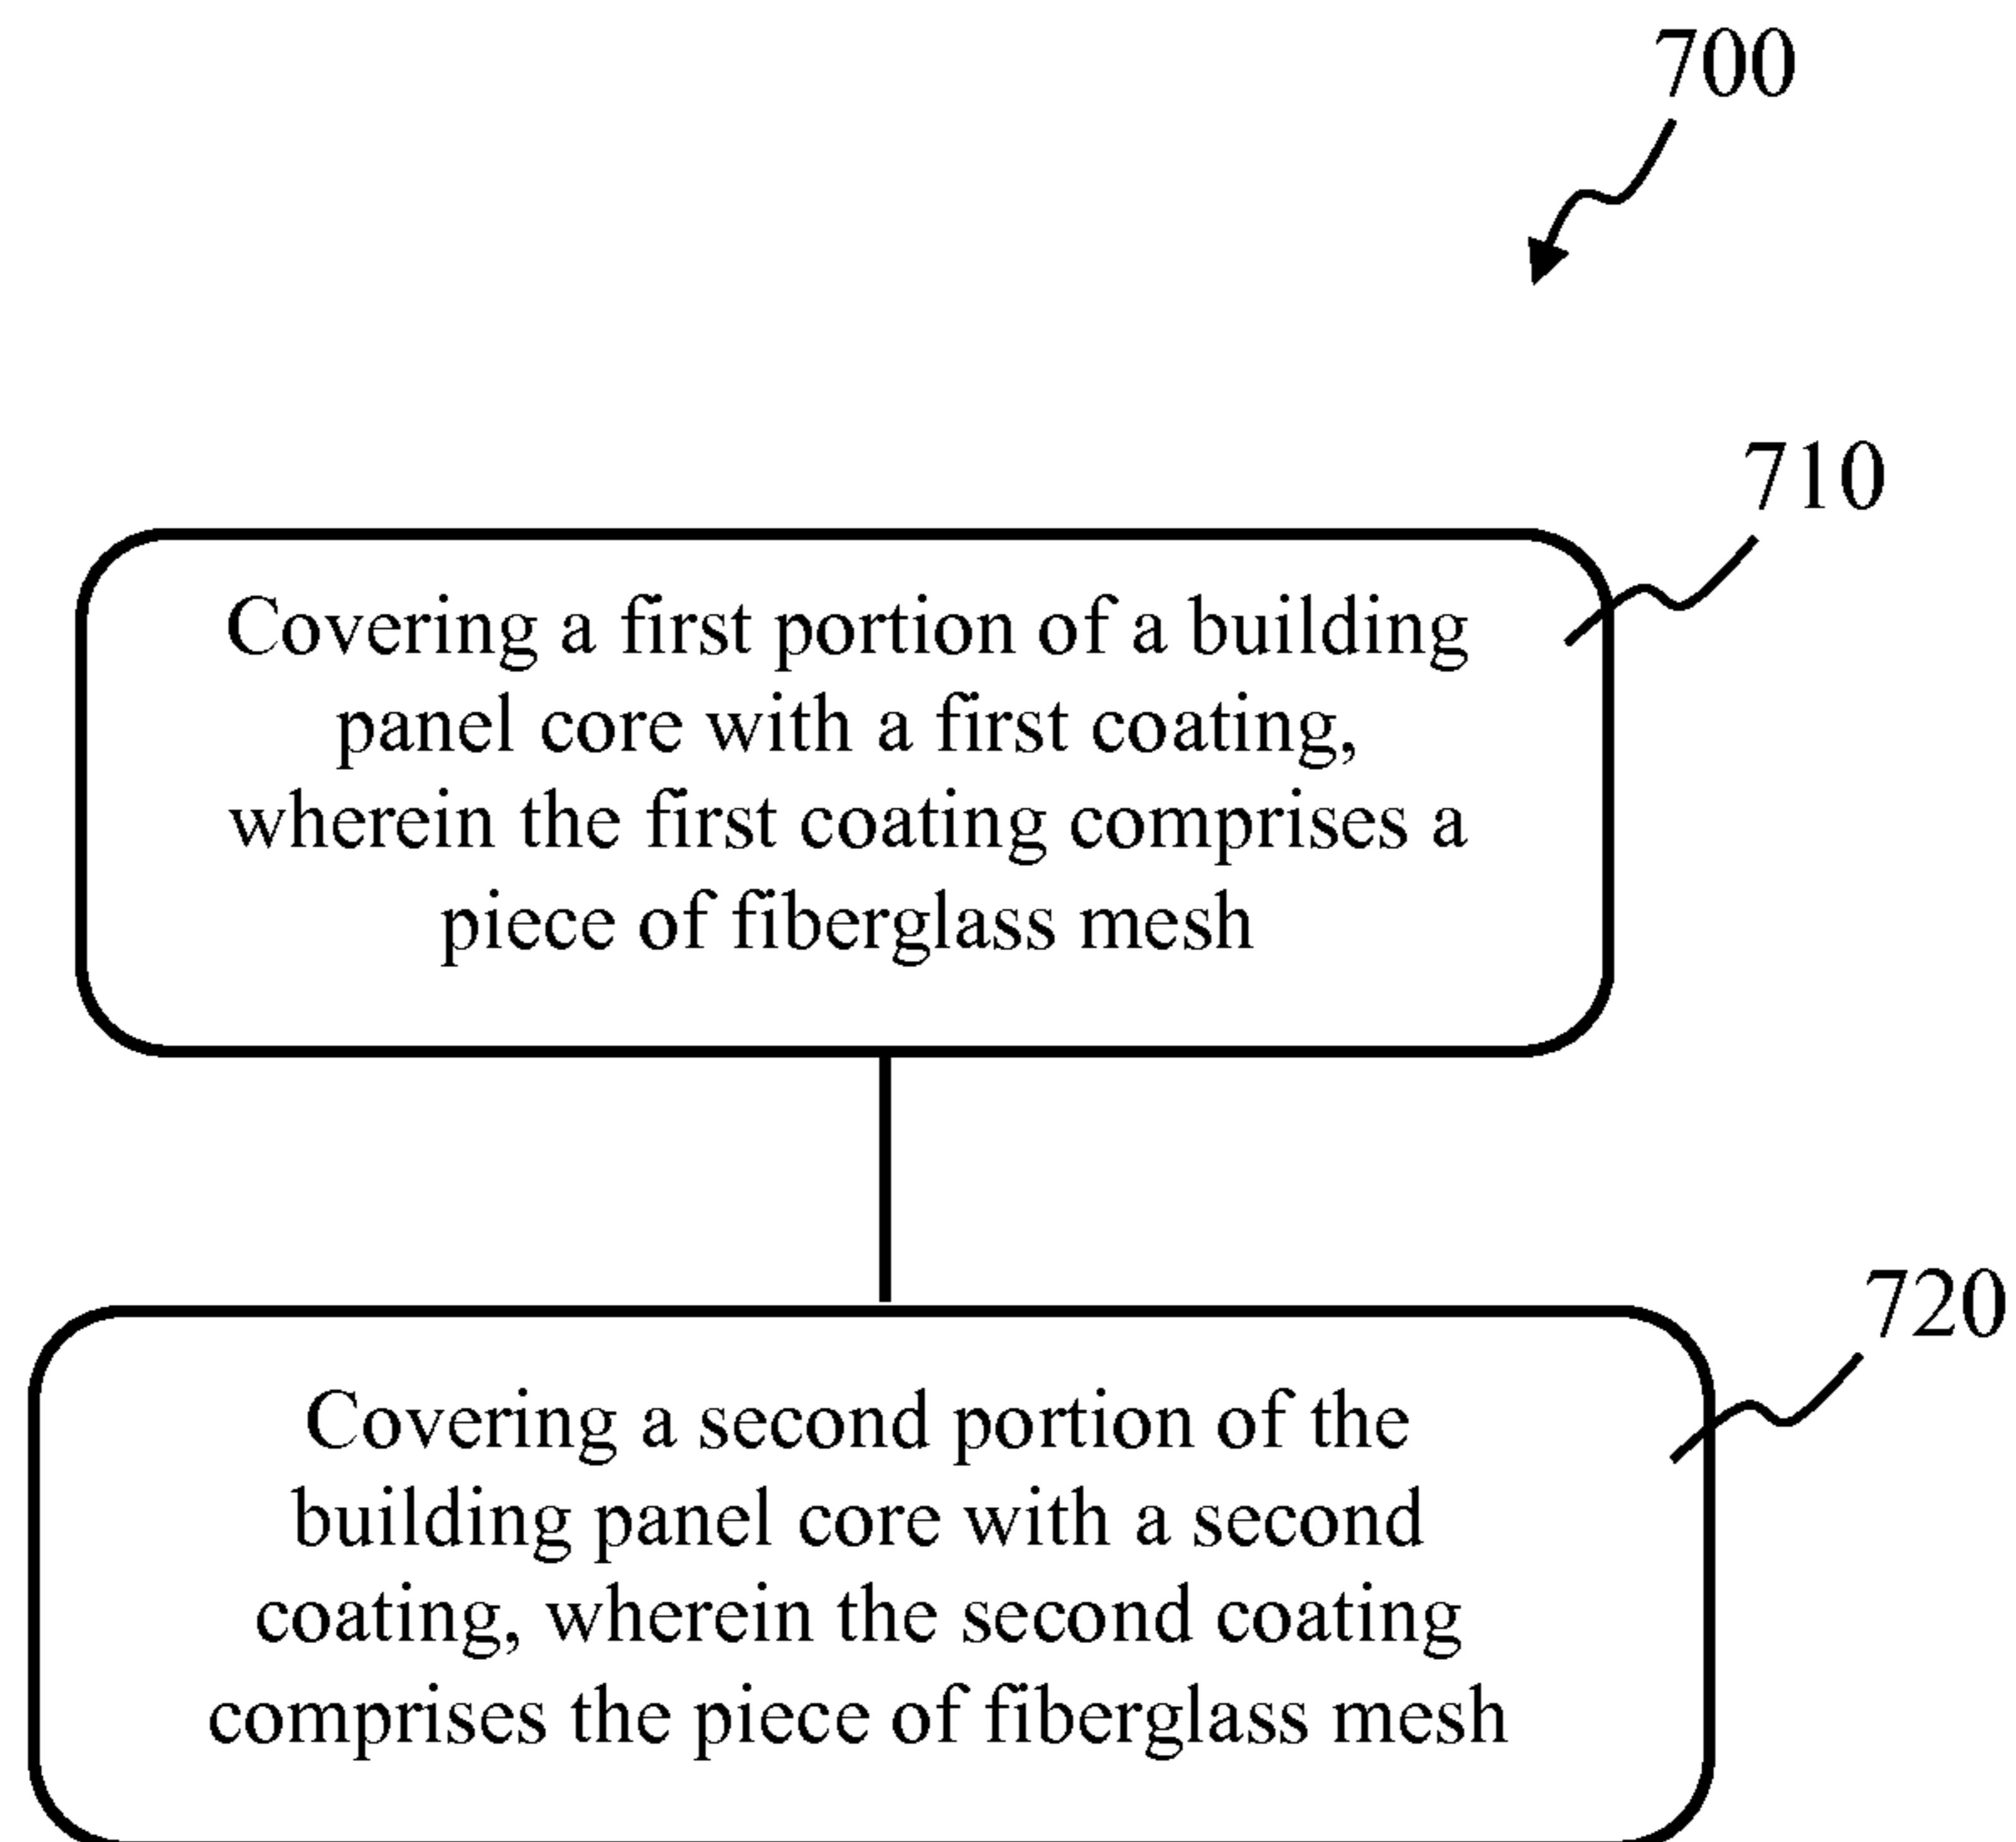 700
710
Covering a first portion of a building
panel core with a first coating,
wherein the first coating comprises a
piece of fiberglass mesh
720
Covering a second portion of the
building panel core with a second
coating, wherein the second coating
comprises the piece of fiberglass mesh